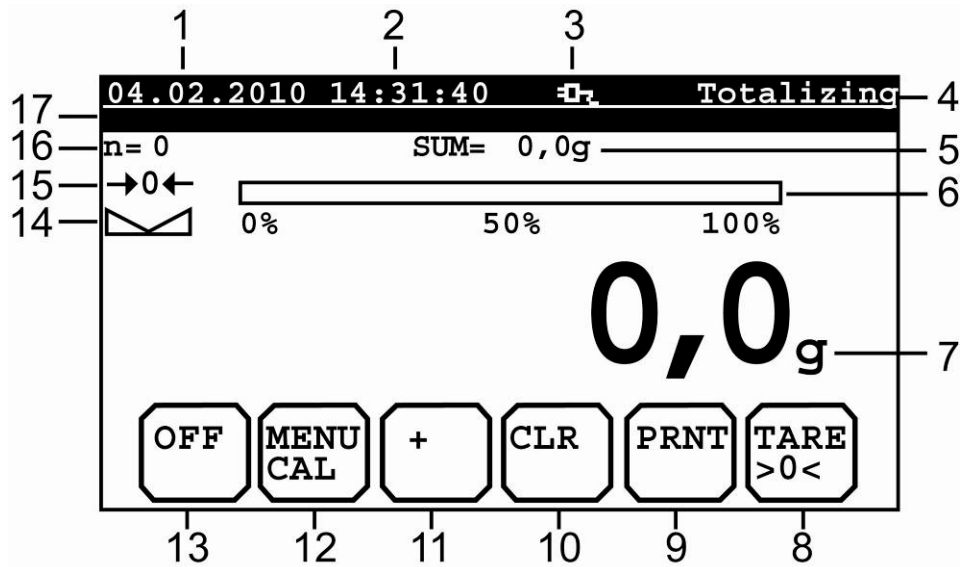 1 2 3
04.02.2010 14:31:40 Totalizing 4
17
16 n= 0 SUM= 0,0g 5
15 →0← 6
14 0% 50% 100%
0,0g 7
OFF MENU + CLR PRNT TARE
CAL >0<
13 12 11 10 9 8